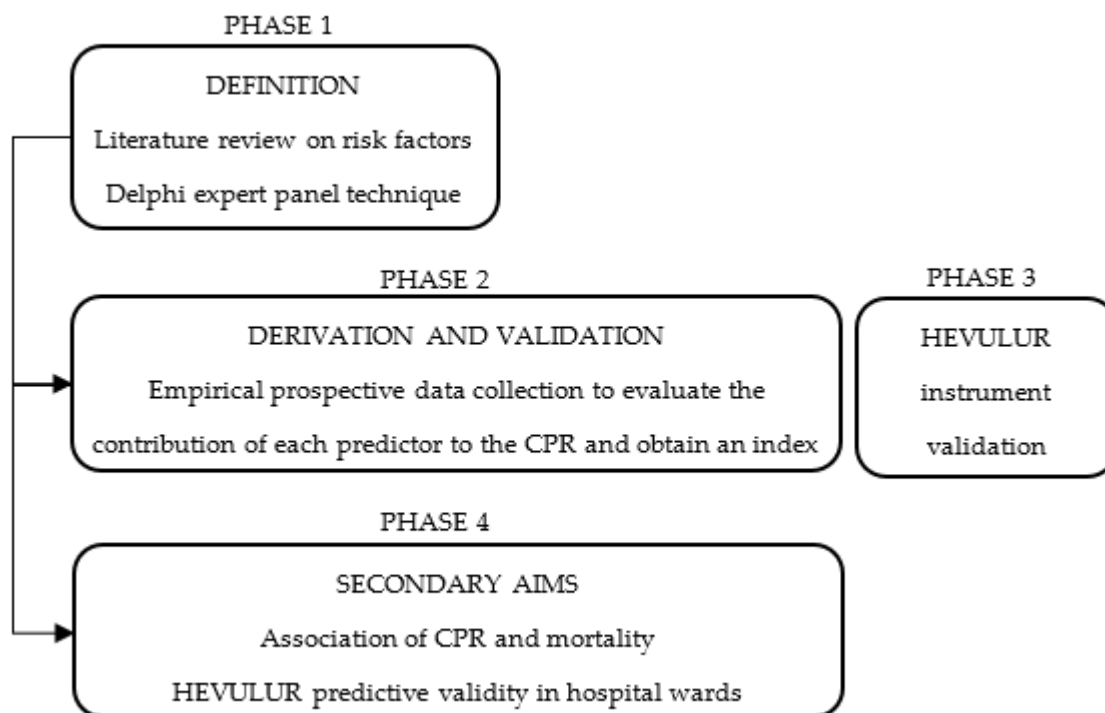 PHASE 1
DEFINITION
Literature review on risk factors
Delphi expert panel technique
PHASE 2
DERIVATION AND VALIDATION
Empirical prospective data collection to evaluate the
contribution of each predictor to the CPR and obtain an index
PHASE 3
HEVULUR
instrument
validation
PHASE 4
SECONDARY AIMS
Association of CPR and mortality
HEVULUR predictive validity in hospital wards